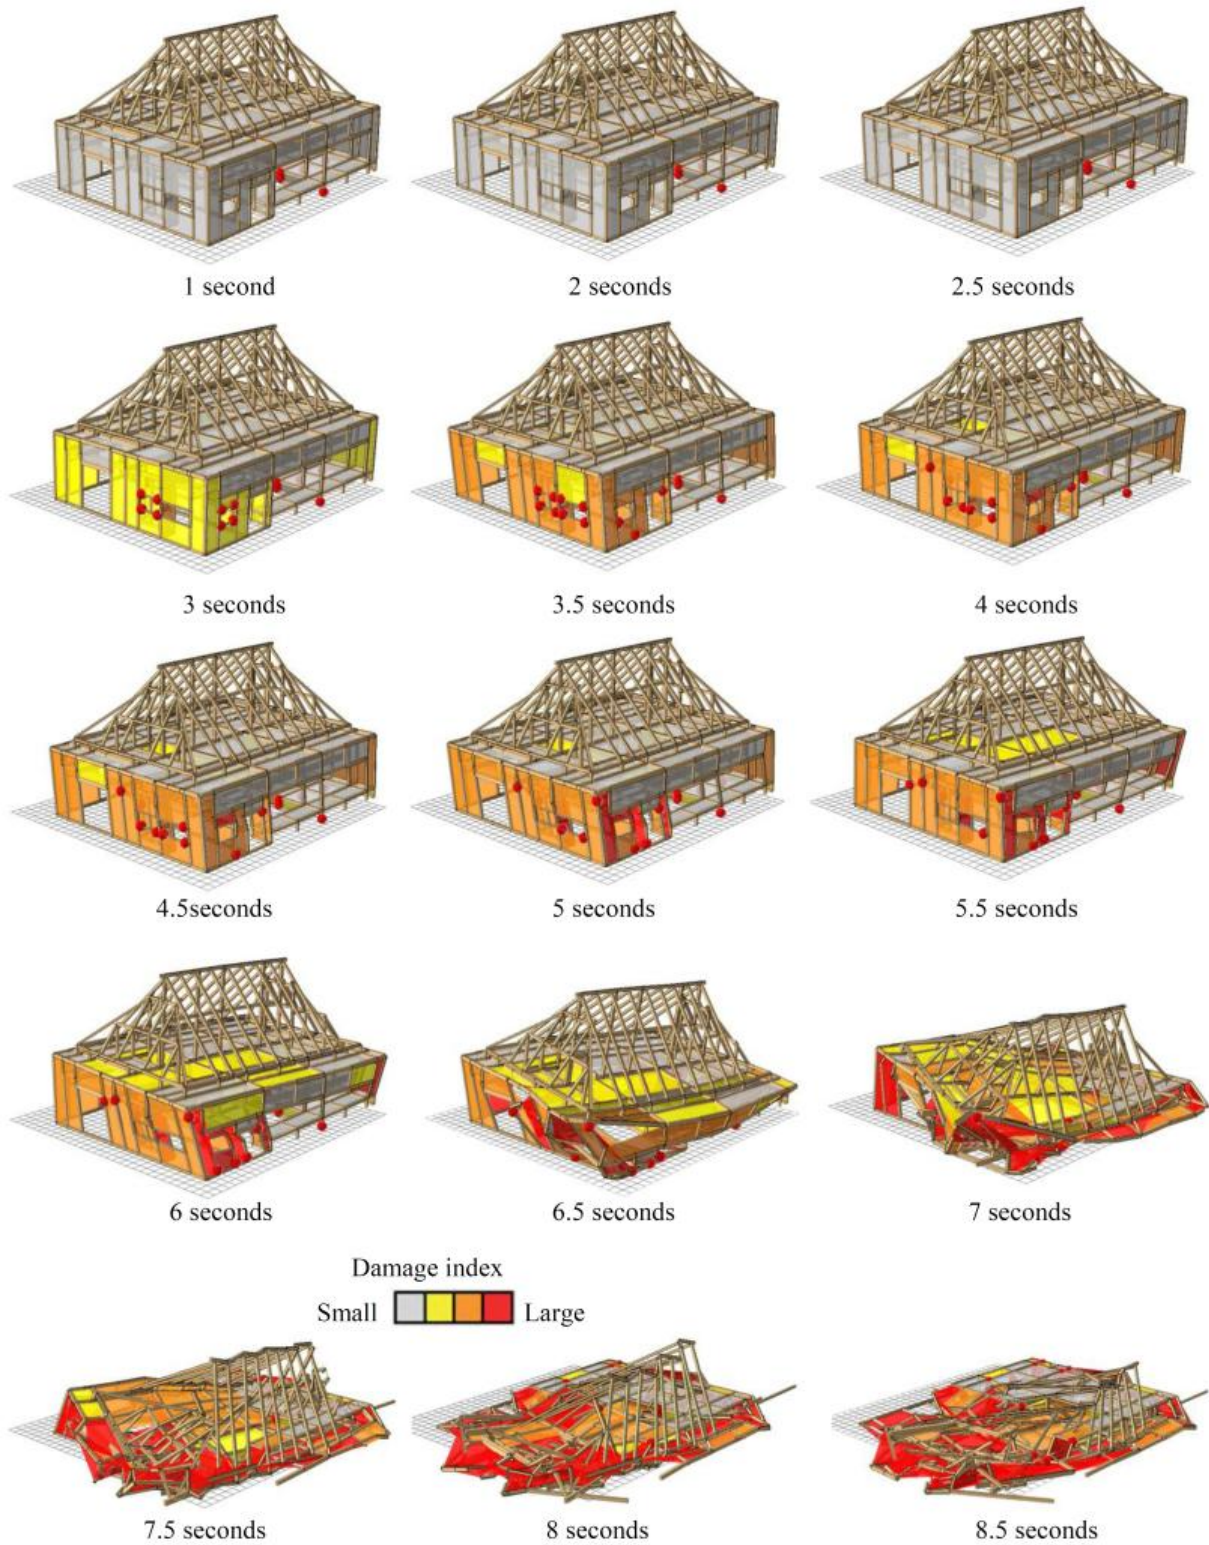 1 second
2 seconds
2.5 seconds
3 seconds
3.5 seconds
4 seconds
4.5seconds
5 seconds
5.5 seconds
6 seconds
6.5 seconds
7 seconds
Damage index
Small Large
7.5 seconds
8 seconds
8.5 seconds